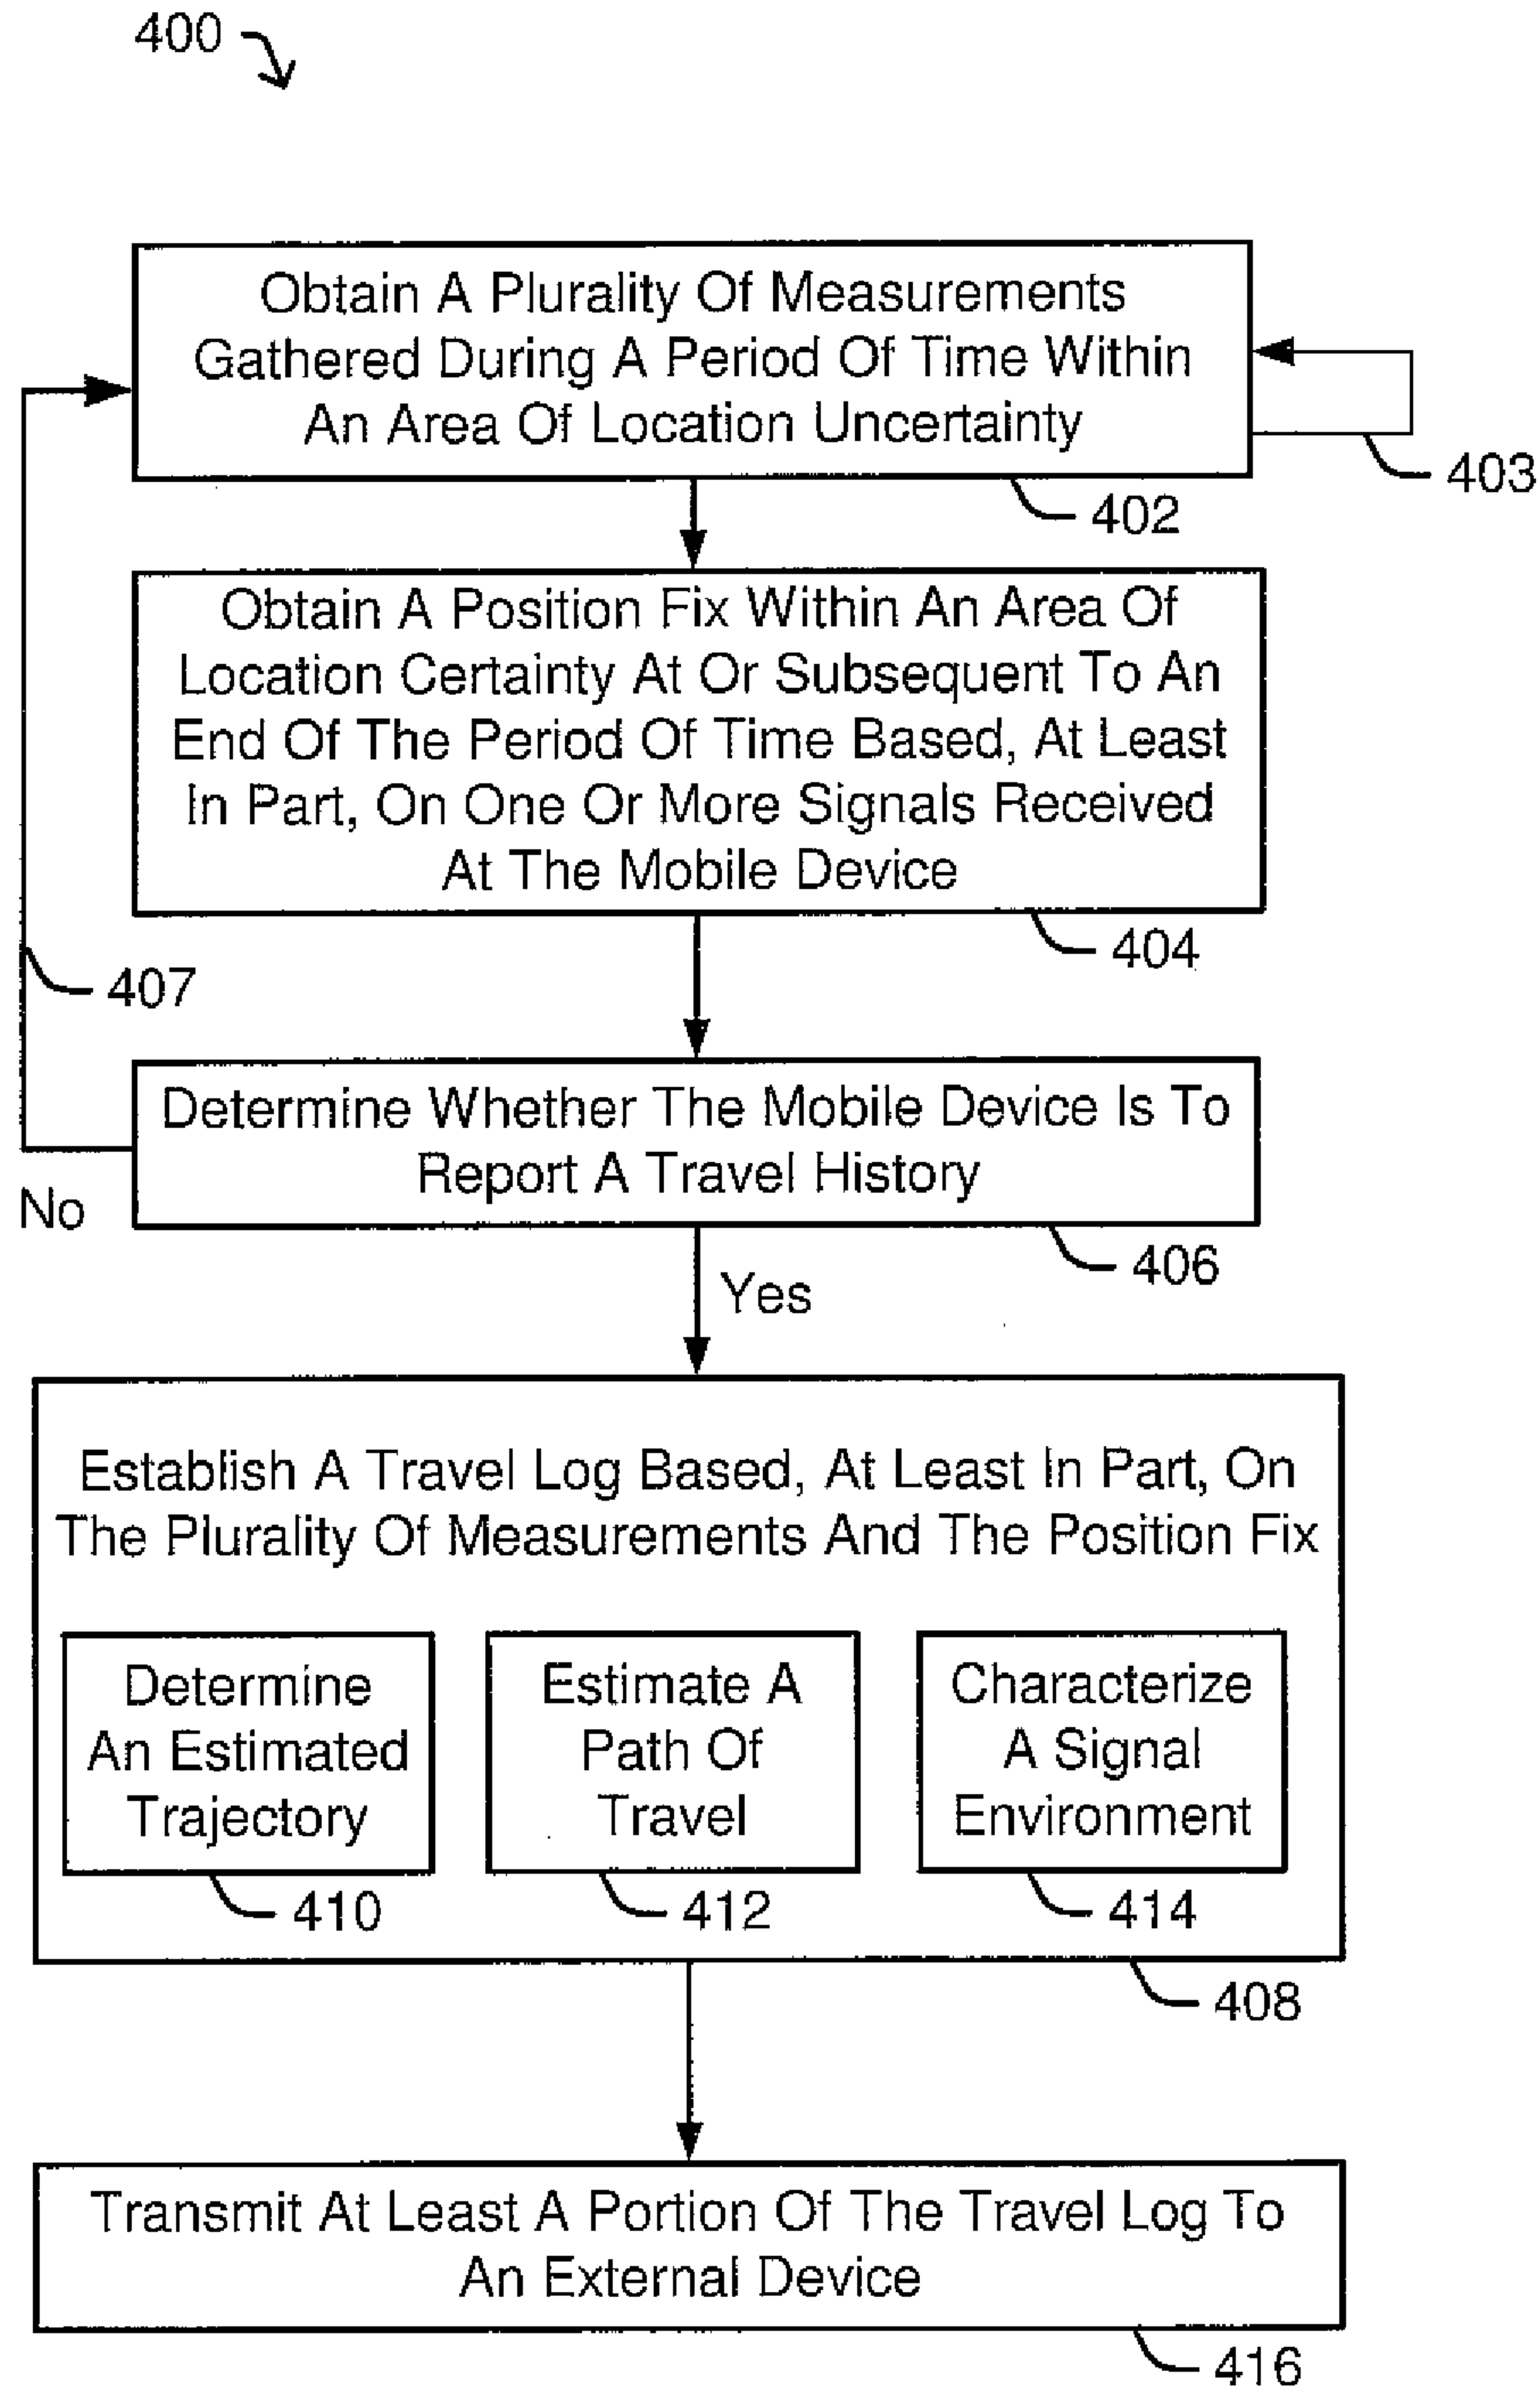 400
Obtain A Plurality Of Measurements
Gathered During A Period Of Time Within
An Area Of Location Uncertainty
403
402
Obtain A Position Fix Within An Area Of
Location Certainty At Or Subsequent To An
End Of The Period Of Time Based, At Least
In Part, On One Or More Signals Received
At The Mobile Device
404
407
Determine Whether The Mobile Device Is To
Report A Travel History
No
406
Yes
Establish A Travel Log Based, At Least In Part, On
The Plurality Of Measurements And The Position Fix
Determine
An Estimated
Trajectory
410
Estimate A
Path Of
Travel
412
Characterize
A Signal
Environment
414
408
Transmit At Least A Portion Of The Travel Log To
An External Device
416